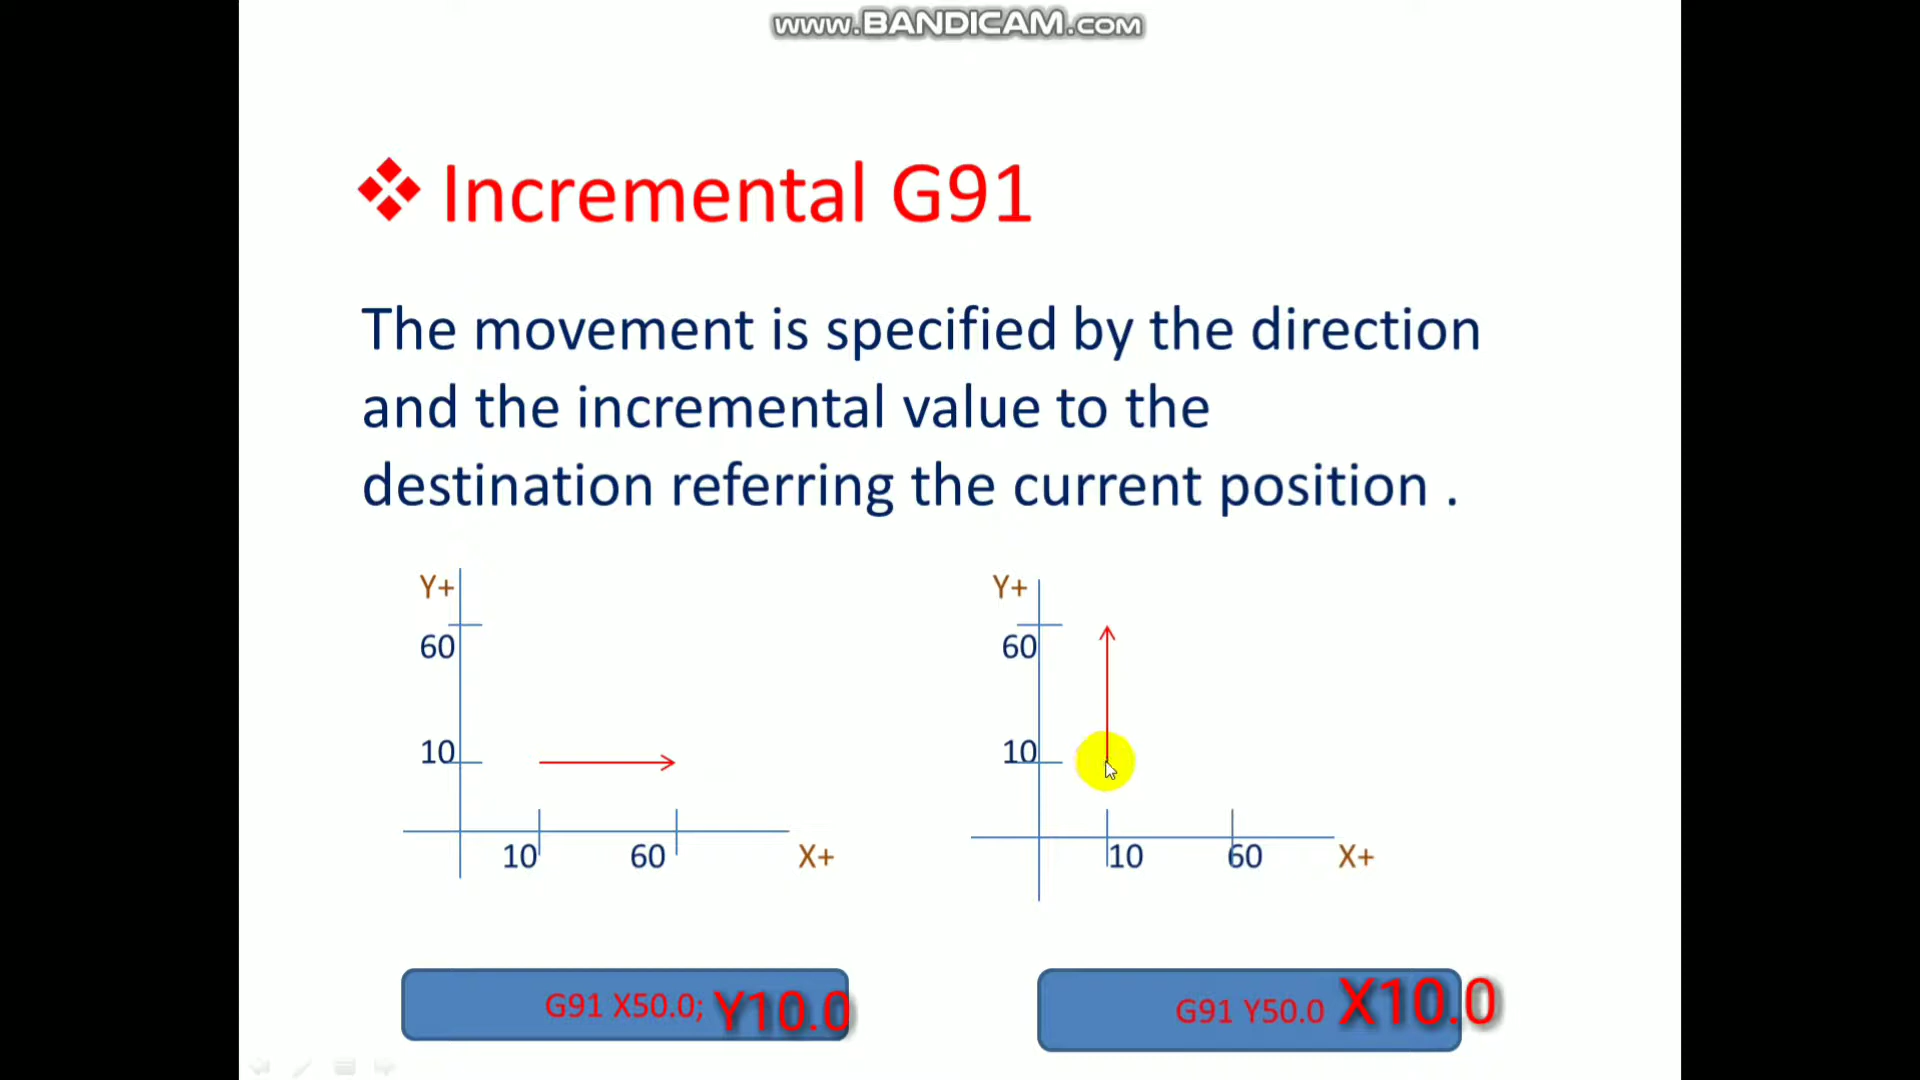 www.BANDICAM.com
Incremental G91
The movement is specified by the direction
and the incremental value to the
destination referring the current position .
Y+
60
10
10
60
X+
Y+
60
10
10
60
X+
G91 X50.0; Y10.0
G91 Y50.0 X10.0